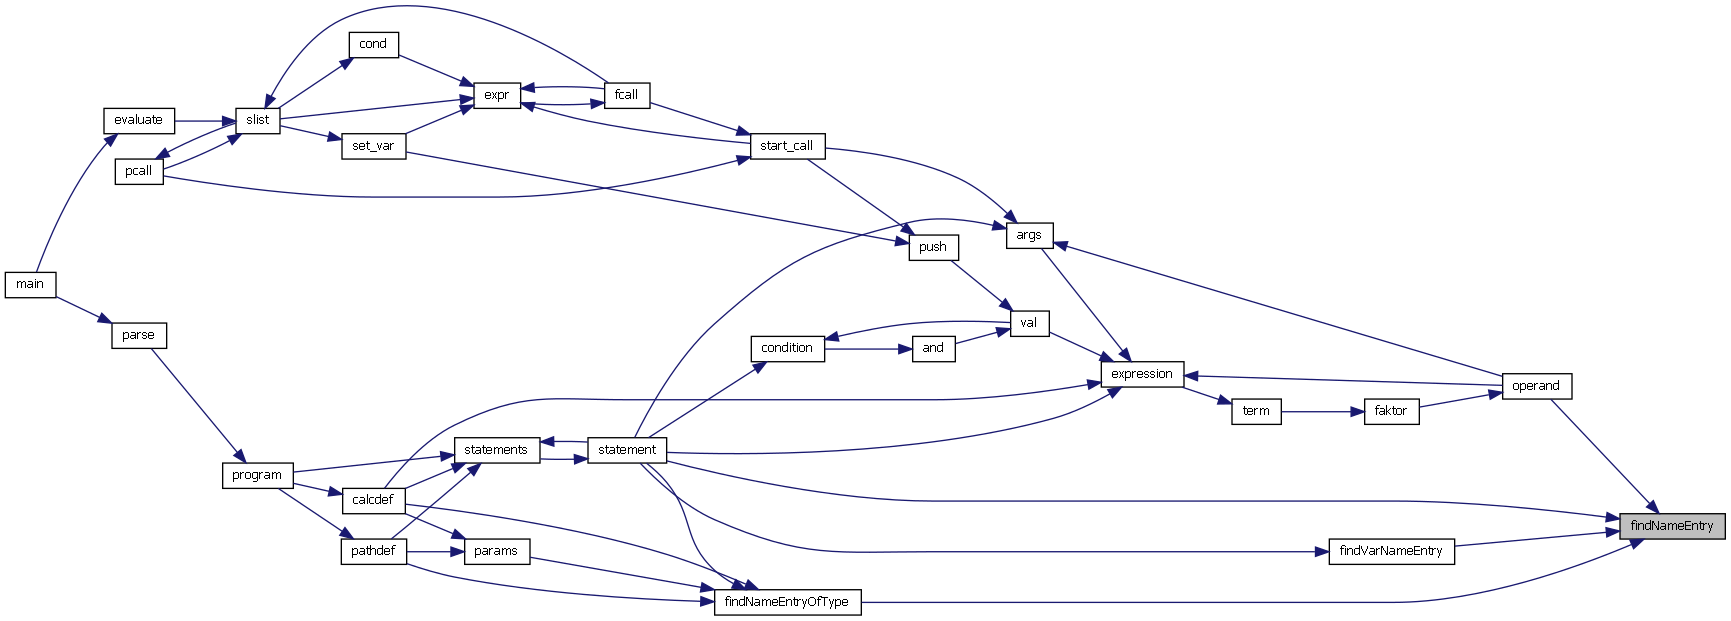 cond
expr
fcall
evaluate
slist
set_var
start_call
pcall
args
push
main
parse
val
condition
and
expression
operand
term
faktor
statements
statement
program
calcdef
findNameEntry
pathdef
params
findVarNameEntry
findNameEntryOfType